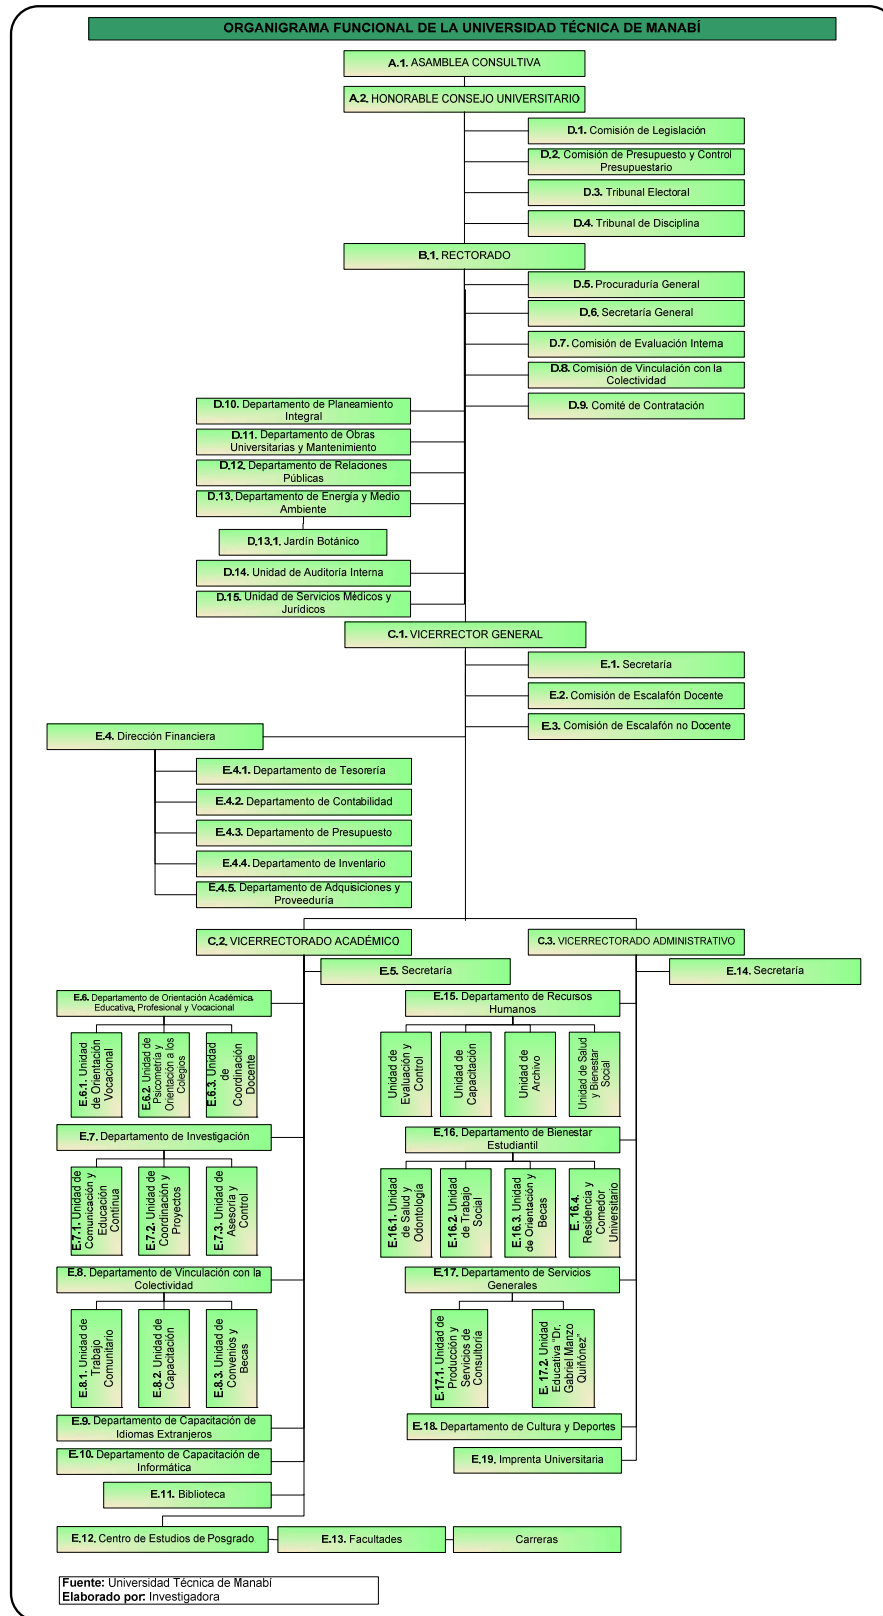 ORGANIGRAMA FUNCIONAL DE LA UNIVERSIDAD TÉCNICA DE MANABÍ
A.1. ASAMBLEA CONSULTIVA
A.2. HONORABLE CONSEJO UNIVERSITARIO
D.1. Comisión de Legislación
D.2. Comisión de Presupuesto y Control
Presupuestario
D.3. Tribunal Electoral
D.4. Tribunal de Disciplina
B.1. RECTORADO
D.5. Procuraduría General
D.6. Secretaría General
D.7. Comisión de Evaluación Interna
D.8. Comisión de Vinculación con la
Colectividad
D.9. Comité de Contratación
D.10. Departamento de Planeamiento
Integral
D.11. Departamento de Obras
Universitarias y Mantenimiento
D.12. Departamento de Relaciones
Públicas
D.13. Departamento de Energía y Medio
Ambiente
D.13.1. Jardín Botánico
D.14. Unidad de Auditoría Interna
D.15. Unidad de Servicios Médicos y
Jurídicos
C.1. VICERRECTOR GENERAL
E.1. Secretaría
E.2. Comisión de Escalafón Docente
E.3. Comisión de Escalafón no Docente
E.4. Dirección Financiera
E.4.1. Departamento de Tesorería
E.4.2. Departamento de Contabilidad
E.4.3. Departamento de Presupuesto
E.4.4. Departamento de Inventario
E.4.5. Departamento de Adquisiciones y
Proveeduría
C.2. VICERRECTORADO ACADÉMICO
C.3. VICERRECTORADO ADMINISTRATIVO
E.5. Secretaría
E.14. Secretaría
E.6. Departamento de Orientación Académica,
Educativa, Profesional y Vocacional
E.6.1. Unidad
de Orientación
Vocacional
E.6.2. Unidad de
Psicometría y
Orientación a los
Colegios
E.6.3. Unidad
de
Coordinación
Docente
E.15. Departamento de Recursos
Humanos
Unidad de
Evaluación y
Control
Unidad de
Capacitación
Unidad de
Archivo
Unidad de Salud
y Bienestar
Social
E.7. Departamento de Investigación
E.7.1. Unidad de
Comunicación y
Educación
Continua
E.7.2. Unidad de
Coordinación y
Proyectos
E.7.3. Unidad de
Asesoría y
Control
E.16. Departamento de Bienestar
Estudiantil
E.16.1. Unidad
de Salud y
Odontología
E.16.2. Unidad
de Trabajo
Social
E.16.3. Unidad
de Orientación y
Becas
E. 16.4.
Residencia y
Comedor
Universitario
E.8. Departamento de Vinculación con la
Colectividad
E.8.1. Unidad de
Trabajo
Comunitario
E.8.2. Unidad de
Capacitación
E.8.3. Unidad de
Convenios y
Becas
E.17. Departamento de Servicios
Generales
E.17.1. Unidad de
Producción y
Servicios de
Consultoría
E. 17.2. Unidad
Educativa “Dr.
Gabriel Manzo
Quiñónez”
E.9. Departamento de Capacitación de
Idiomas Extranjeros
E.18. Departamento de Cultura y Deportes
E.10. Departamento de Capacitación de
Informática
E.19. Imprenta Universitaria
E.11. Biblioteca
E.12. Centro de Estudios de Posgrado
E.13. Facultades
Carreras
Fuente: Universidad Técnica de Manabí
Elaborado por: Investigadora